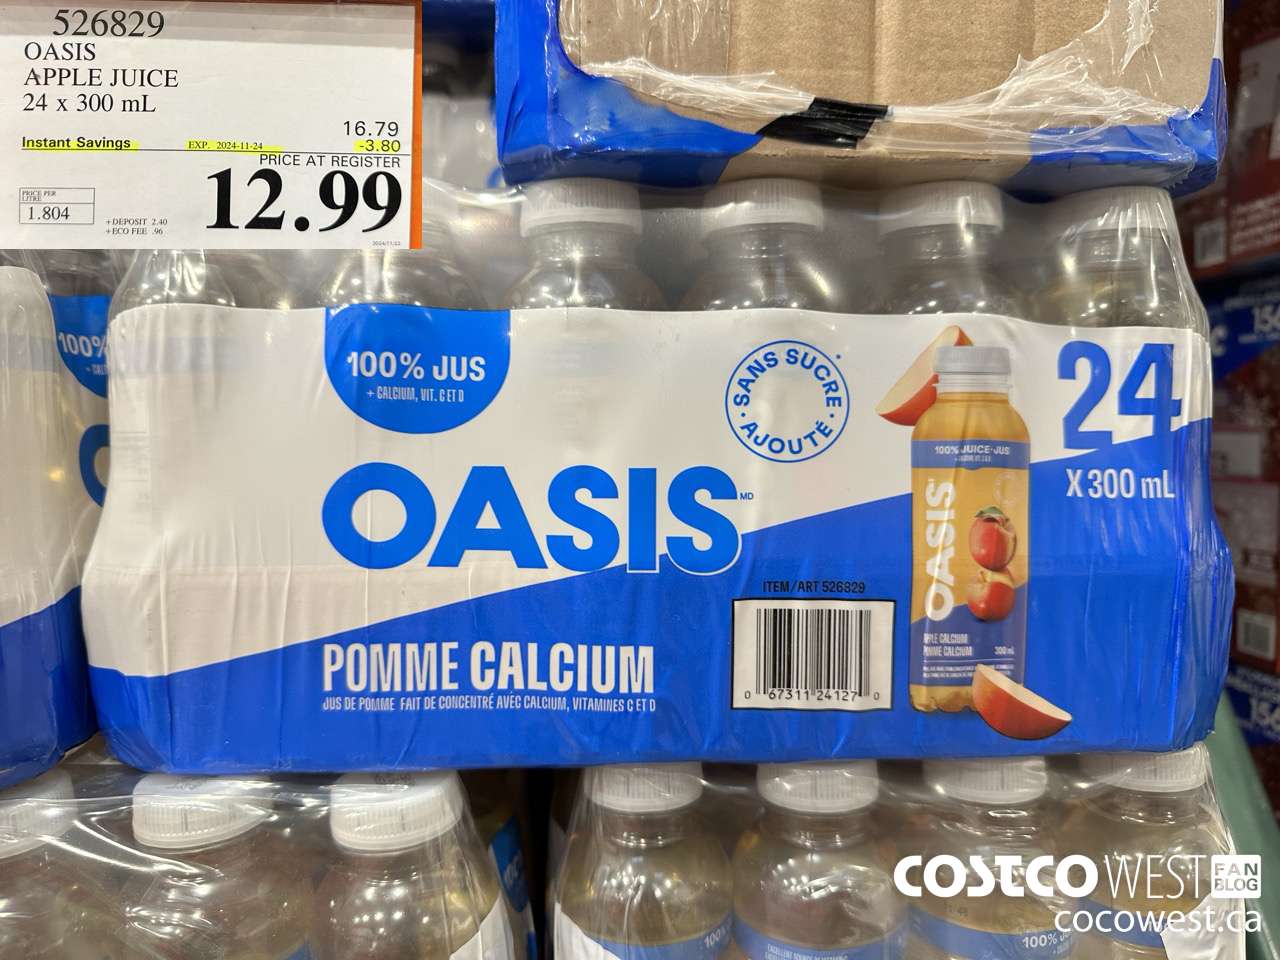 526829
OASIS
APPLE JUICE
24 x 300 mL
16.79
Instant Savings EXP. 2024-11-24 -3.80
PRICE AT REGISTER
12.99
PRICE PER
LITRE
1.804
+DEPOSIT 2.40
+ECO FEE .96
100% JUS
+ CALCIUM, VIT. C ET D
SANS SUCRE
AJOUTÉ
OASIS MD
24
X 300 mL
POMME CALCIUM
JUS DE POMME FAIT DE CONCENTRÉ AVEC CALCIUM, VITAMINES C ET D
ITEM/ART 526829
0 67311 24127 0
100% JUICE•JUS
OASIS
APPLE CALCIUM
POMME CALCIUM
300 mL
100%
100%
100%
COSTCO WEST FAN
BLOG
cocowest.ca